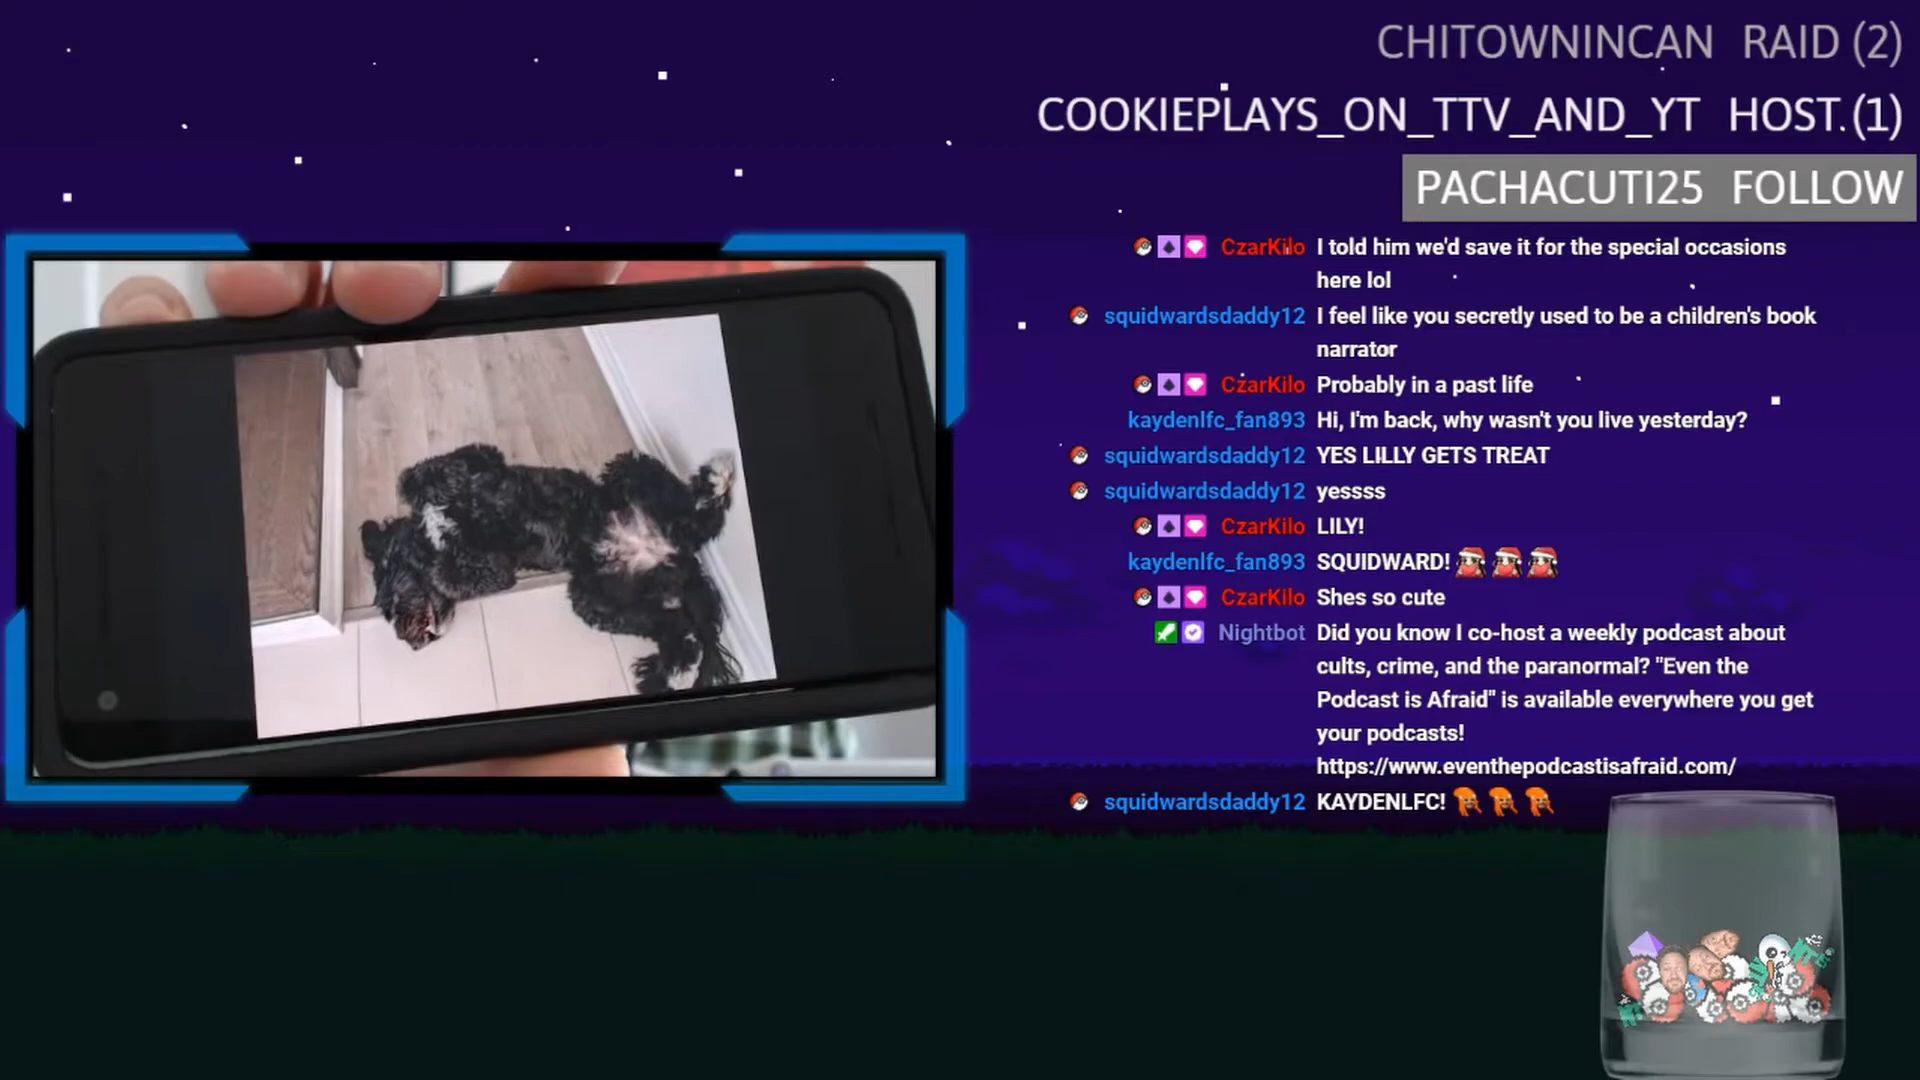 CHITOWNINCAN RAID (2)
COOKIEPLAYS_ON_TTV_AND_YT HOST (1)
PACHACUTI25 FOLLOW
CzarKilo I told him we'd save it for the special occasions
here lol
squidwardsdaddy12 I feel like you secretly used to be a children's book
narrator
CzarKilo Probably in a past life
kaydenlfc_fan893 Hi, I'm back, why wasn't you live yesterday?
squidwardsdaddy12 YES LILLY GETS TREAT
squidwardsdaddy12 yessss
CzarKilo LILY!
kaydenlfc_fan893 SQUIDWARD!
CzarKilo Shes so cute
Nightbot Did you know I co-host a weekly podcast about
cults, crime, and the paranormal? "Even the
Podcast is Afraid" is available everywhere you get
your podcasts!
https://www.eventhepodcastisafraid.com/
squidwardsdaddy12 KAYDENLFC!